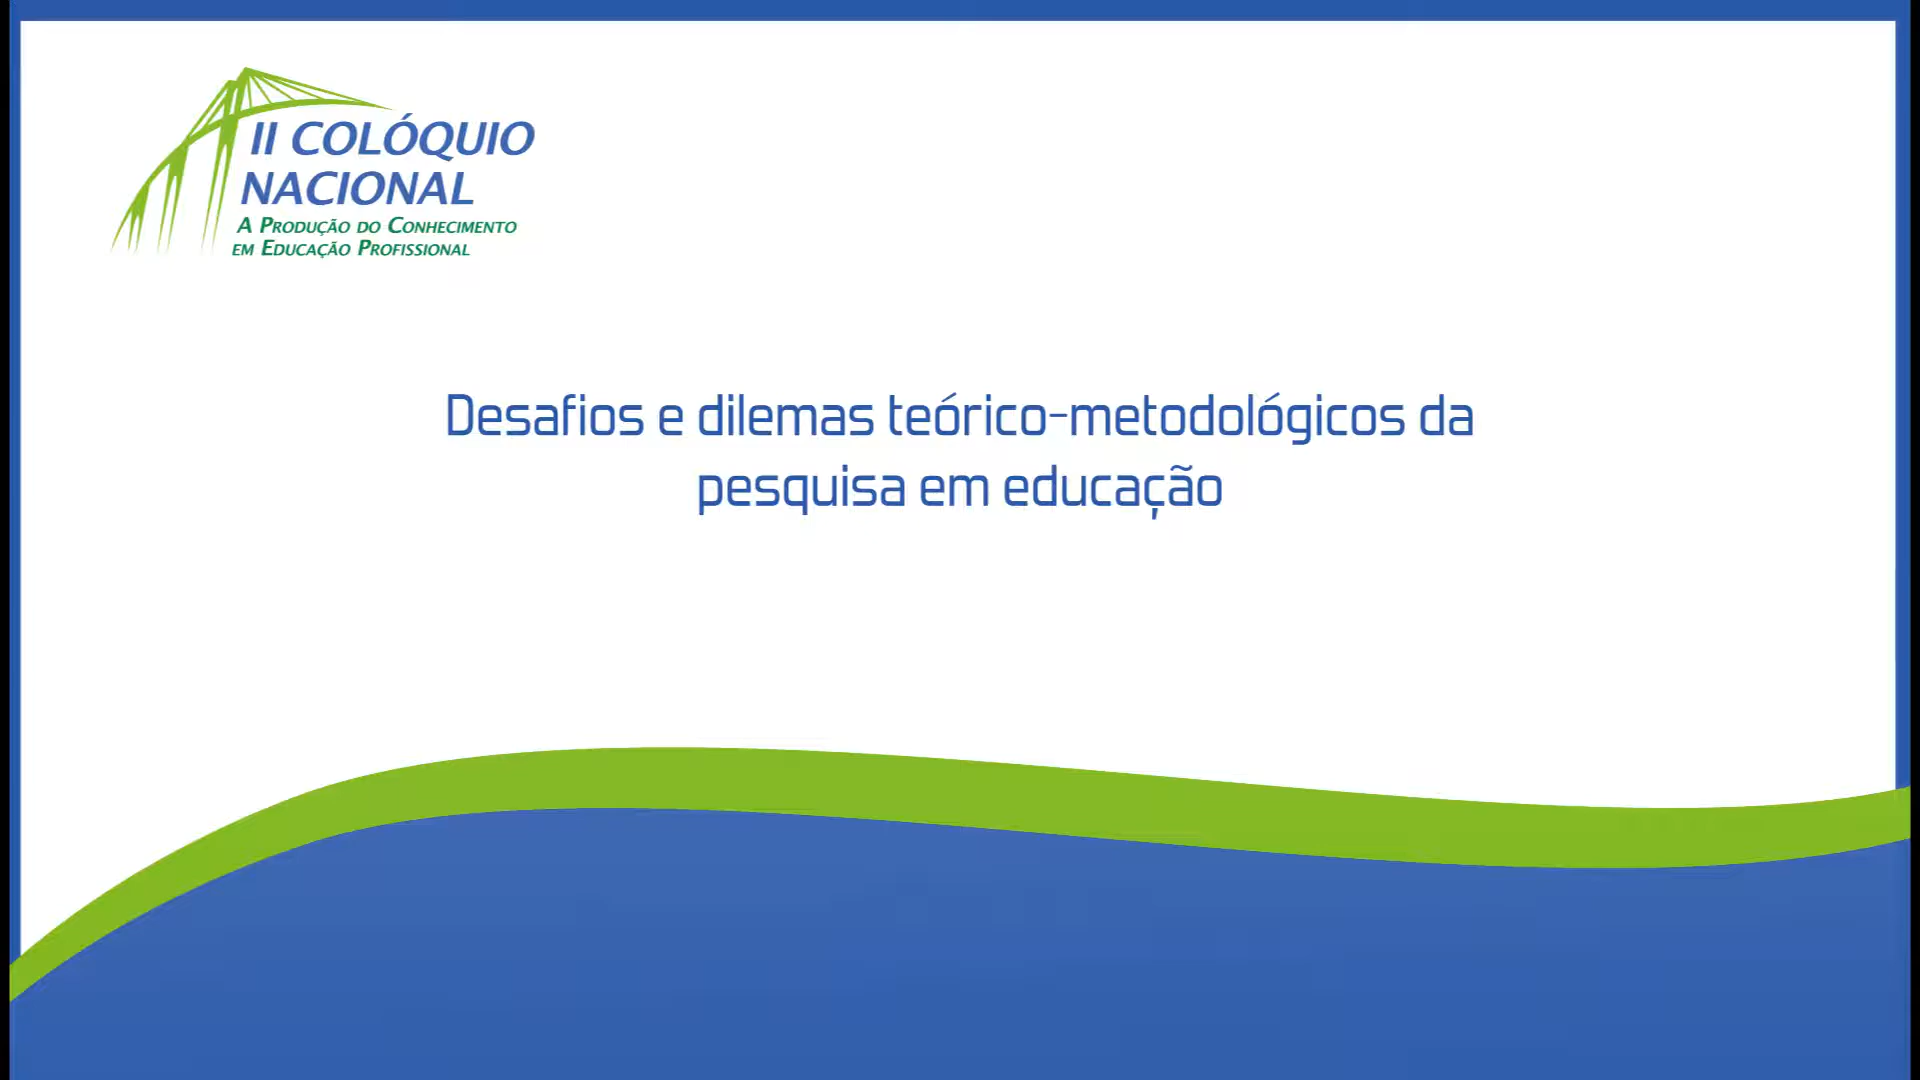 II COLÓQUIO
NACIONAL
A PRODUÇÃO DO CONHECIMENTO
EM EDUCAÇÃO PROFISSIONAL
Desafios e dilemas teórico-metodológicos da
pesquisa em educação